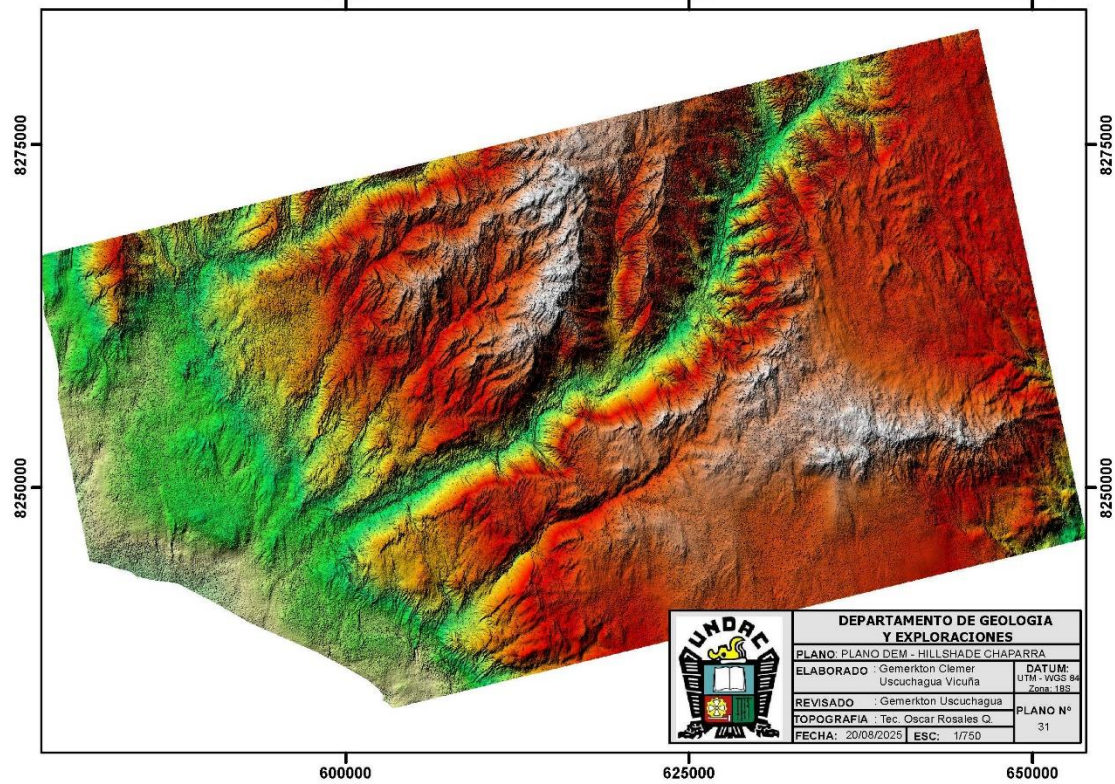 8275000
8275000
8250000
8250000
UNDAC
DEPARTAMENTO DE GEOLOGIA
Y EXPLORACIONES
PLANO: PLANO DEM - HILLSHADE CHAPARRA
ELABORADO : Gemerkton Clemer
Uscuchagua Vicuña
DATUM:
UTM - WGS 84
Zona: 18S
REVISADO : Gemerkton Uscuchagua
TOPOGRAFIA : Tec. Oscar Rosales Q.
PLANO Nº
31
FECHA: 20/08/2025 ESC: 1/750
600000 625000 650000